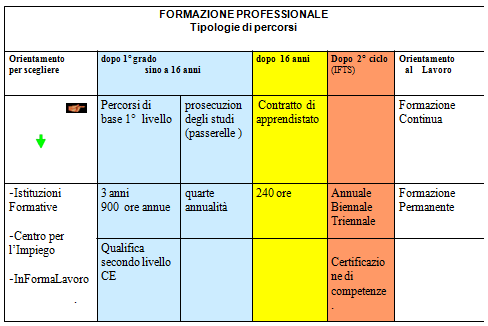 FORMAZIONE PROFESSIONALE
Tipologie di percorsi
Orientamento
per scegliere
dopo 1° grado
sino a 16 anni
dopo 16 anni
Dopo 2° ciclo
(IFTS)
Orientamento
al Lavoro
Percorsi di
base 1° livello
prosecuzion
degli studi
(passerelle )
Contratto di
apprendistato
Formazione
Continua
-Istituzioni
Formative
-Centro per
l'Impiego
-InFormaLavoro
.
3 anni
900 ore annue
quarte
annualità
240 ore
Annuale
Biennale
Triennale
Formazione
Permanente
Qualifica
secondo livello
CE
Certificazio
ne di
competenze
.